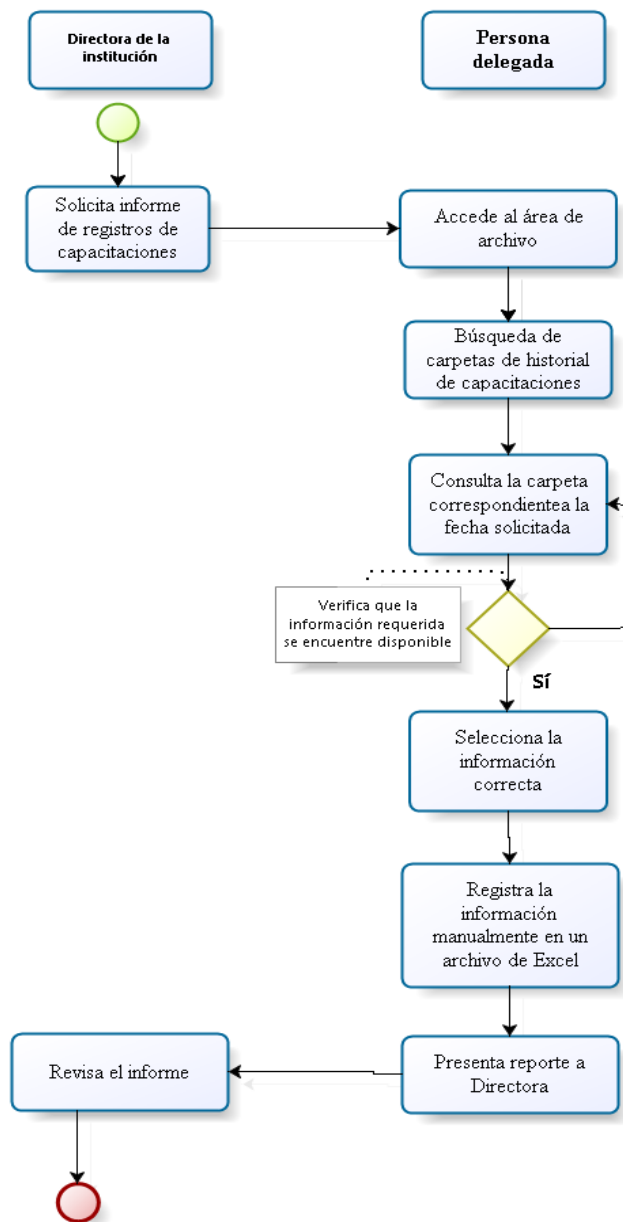 Directora de la
institución
Persona
delegada
Solicita informe
de registros de
capacitaciones
Accede al área de
archivo
Búsqueda de
carpetas de historial
de capacitaciones
Consulta la carpeta
correspondientea la
fecha solicitada
Verifica que la
información requerida
se encuentre disponible
Sí
Selecciona la
información
correcta
Registra la
información
manualmente en un
archivo de Excel
Presenta reporte a
Directora
Revisa el informe